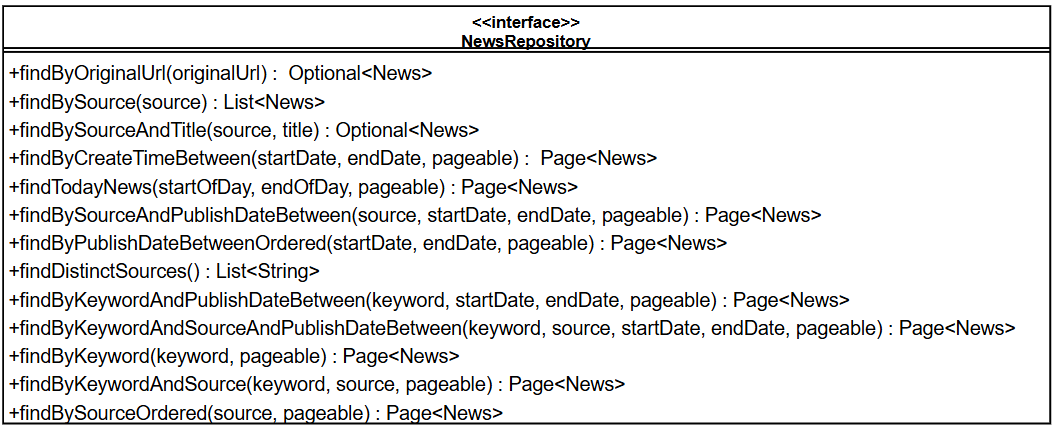 <<interface>>
NewsRepository
+findByOriginalUrl(originalUrl) : Optional<News>
+findBySource(source) : List<News>
+findBySourceAndTitle(source, title) : Optional<News>
+findByCreateTimeBetween(startDate, endDate, pageable) : Page<News>
+findTodayNews(startOfDay, endOfDay, pageable) : Page<News>
+findBySourceAndPublishDateBetween(source, startDate, endDate, pageable) : Page<News>
+findByPublishDateBetweenOrdered(startDate, endDate, pageable) : Page<News>
+findDistinctSources() : List<String>
+findByKeywordAndPublishDateBetween(keyword, startDate, endDate, pageable) : Page<News>
+findByKeywordAndSourceAndPublishDateBetween(keyword, source, startDate, endDate, pageable) : Page<News>
+findByKeyword(keyword, pageable) : Page<News>
+findByKeywordAndSource(keyword, source, pageable) : Page<News>
+findBySourceOrdered(source, pageable) : Page<News>